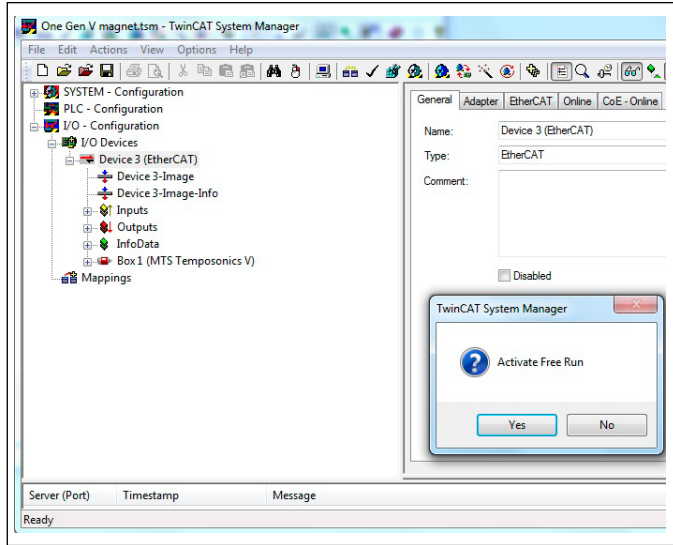 One Gen V magnet.tsm - TwinCAT System Manager
File Edit Actions View Options Help
SYSTEM - Configuration
PLC - Configuration
I/O - Configuration
I/O Devices
Device 3 (EtherCAT)
Device 3-Image
Device 3-Image-Info
Inputs
Outputs
InfoData
Box 1 (MTS Temposonics V)
Mappings
General Adapter EtherCAT Online CoE - Online
Name: Device 3 (EtherCAT)
Type: EtherCAT
Comment:
Disabled
TwinCAT System Manager
Activate Free Run
Yes No
Server (Port) Timestamp Message
Ready